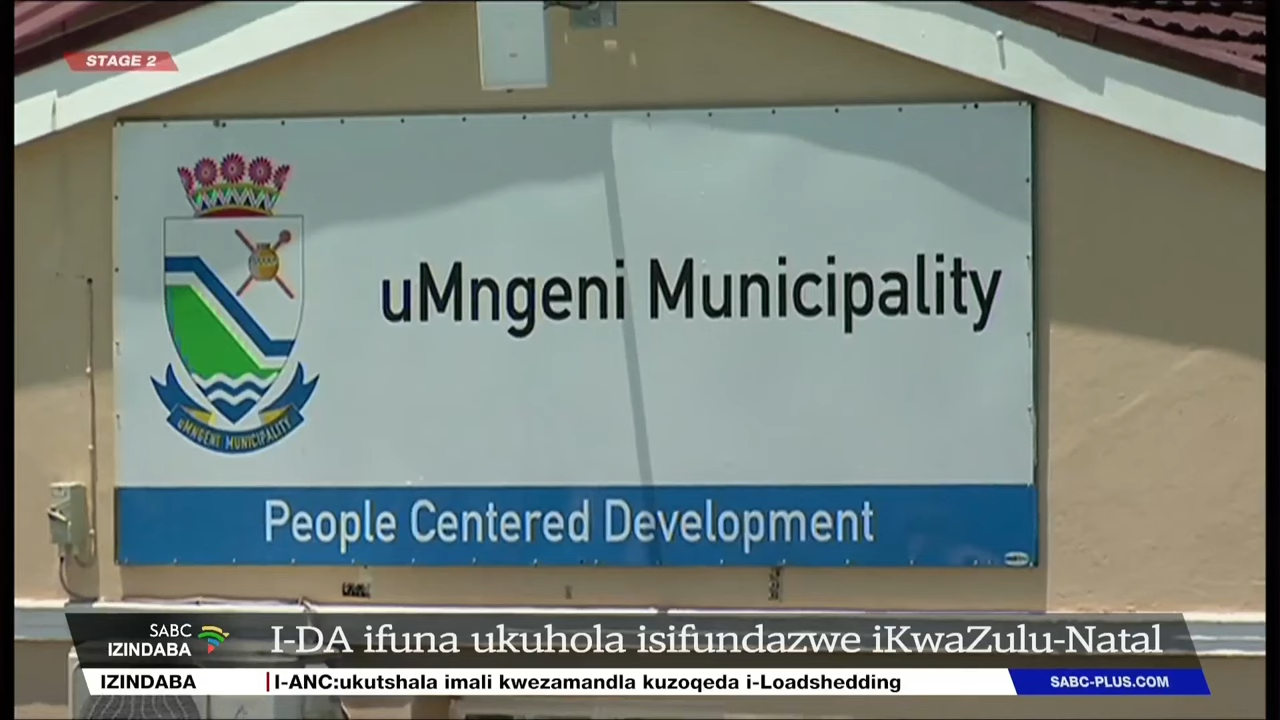 STAGE 2
uMngeni Municipality
uMNGENI MUNICIPALITY
People Centered Development
SABC
IZINDABA
I-DA ifuna ukuhola isifundazwe iKwaZulu-Natal
IZINDABA
I-ANC:ukutshala imali kwezamandla kuzoqeda i-Loadshedding
SABC-PLUS.COM